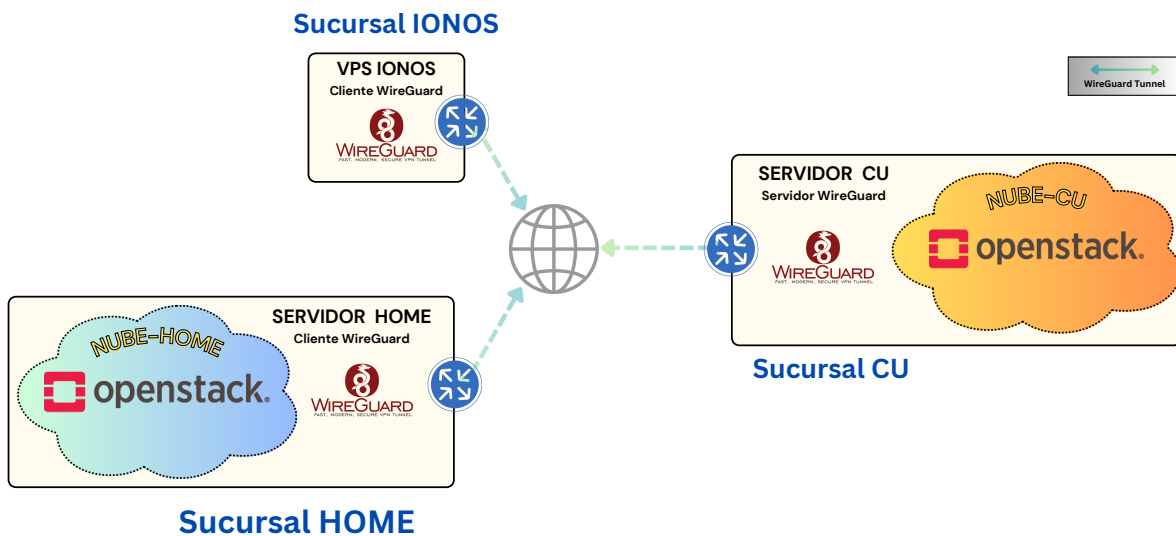 Sucursal IONOS
VPS IONOS
Cliente WireGuard
WIREGUARD
FAST, MODERN, SECURE VPN TUNNEL
WireGuard Tunnel
SERVIDOR CU
Servidor WireGuard
WIREGUARD
FAST, MODERN, SECURE VPN TUNNEL
NUBE-CU
openstack.
Sucursal CU
SERVIDOR HOME
Cliente WireGuard
NUBE-HOME
openstack.
WIREGUARD
FAST, MODERN, SECURE VPN TUNNEL
Sucursal HOME